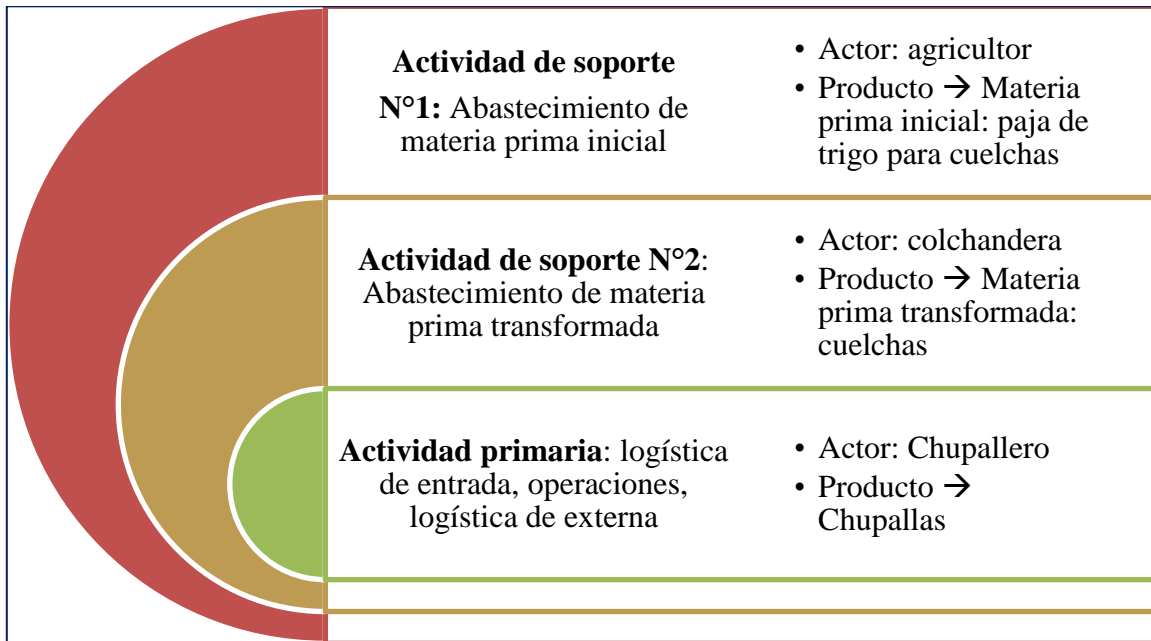 Actividad de soporte
N°1: Abastecimiento de
materia prima inicial
• Actor: agricultor
• Producto → Materia
prima inicial: paja de
trigo para cuelchas
Actividad de soporte N°2:
Abastecimiento de materia
prima transformada
• Actor: colchandera
• Producto → Materia
prima transformada:
cuelchas
Actividad primaria: logística
de entrada, operaciones,
logística de externa
• Actor: Chupallero
• Producto →
Chupallas